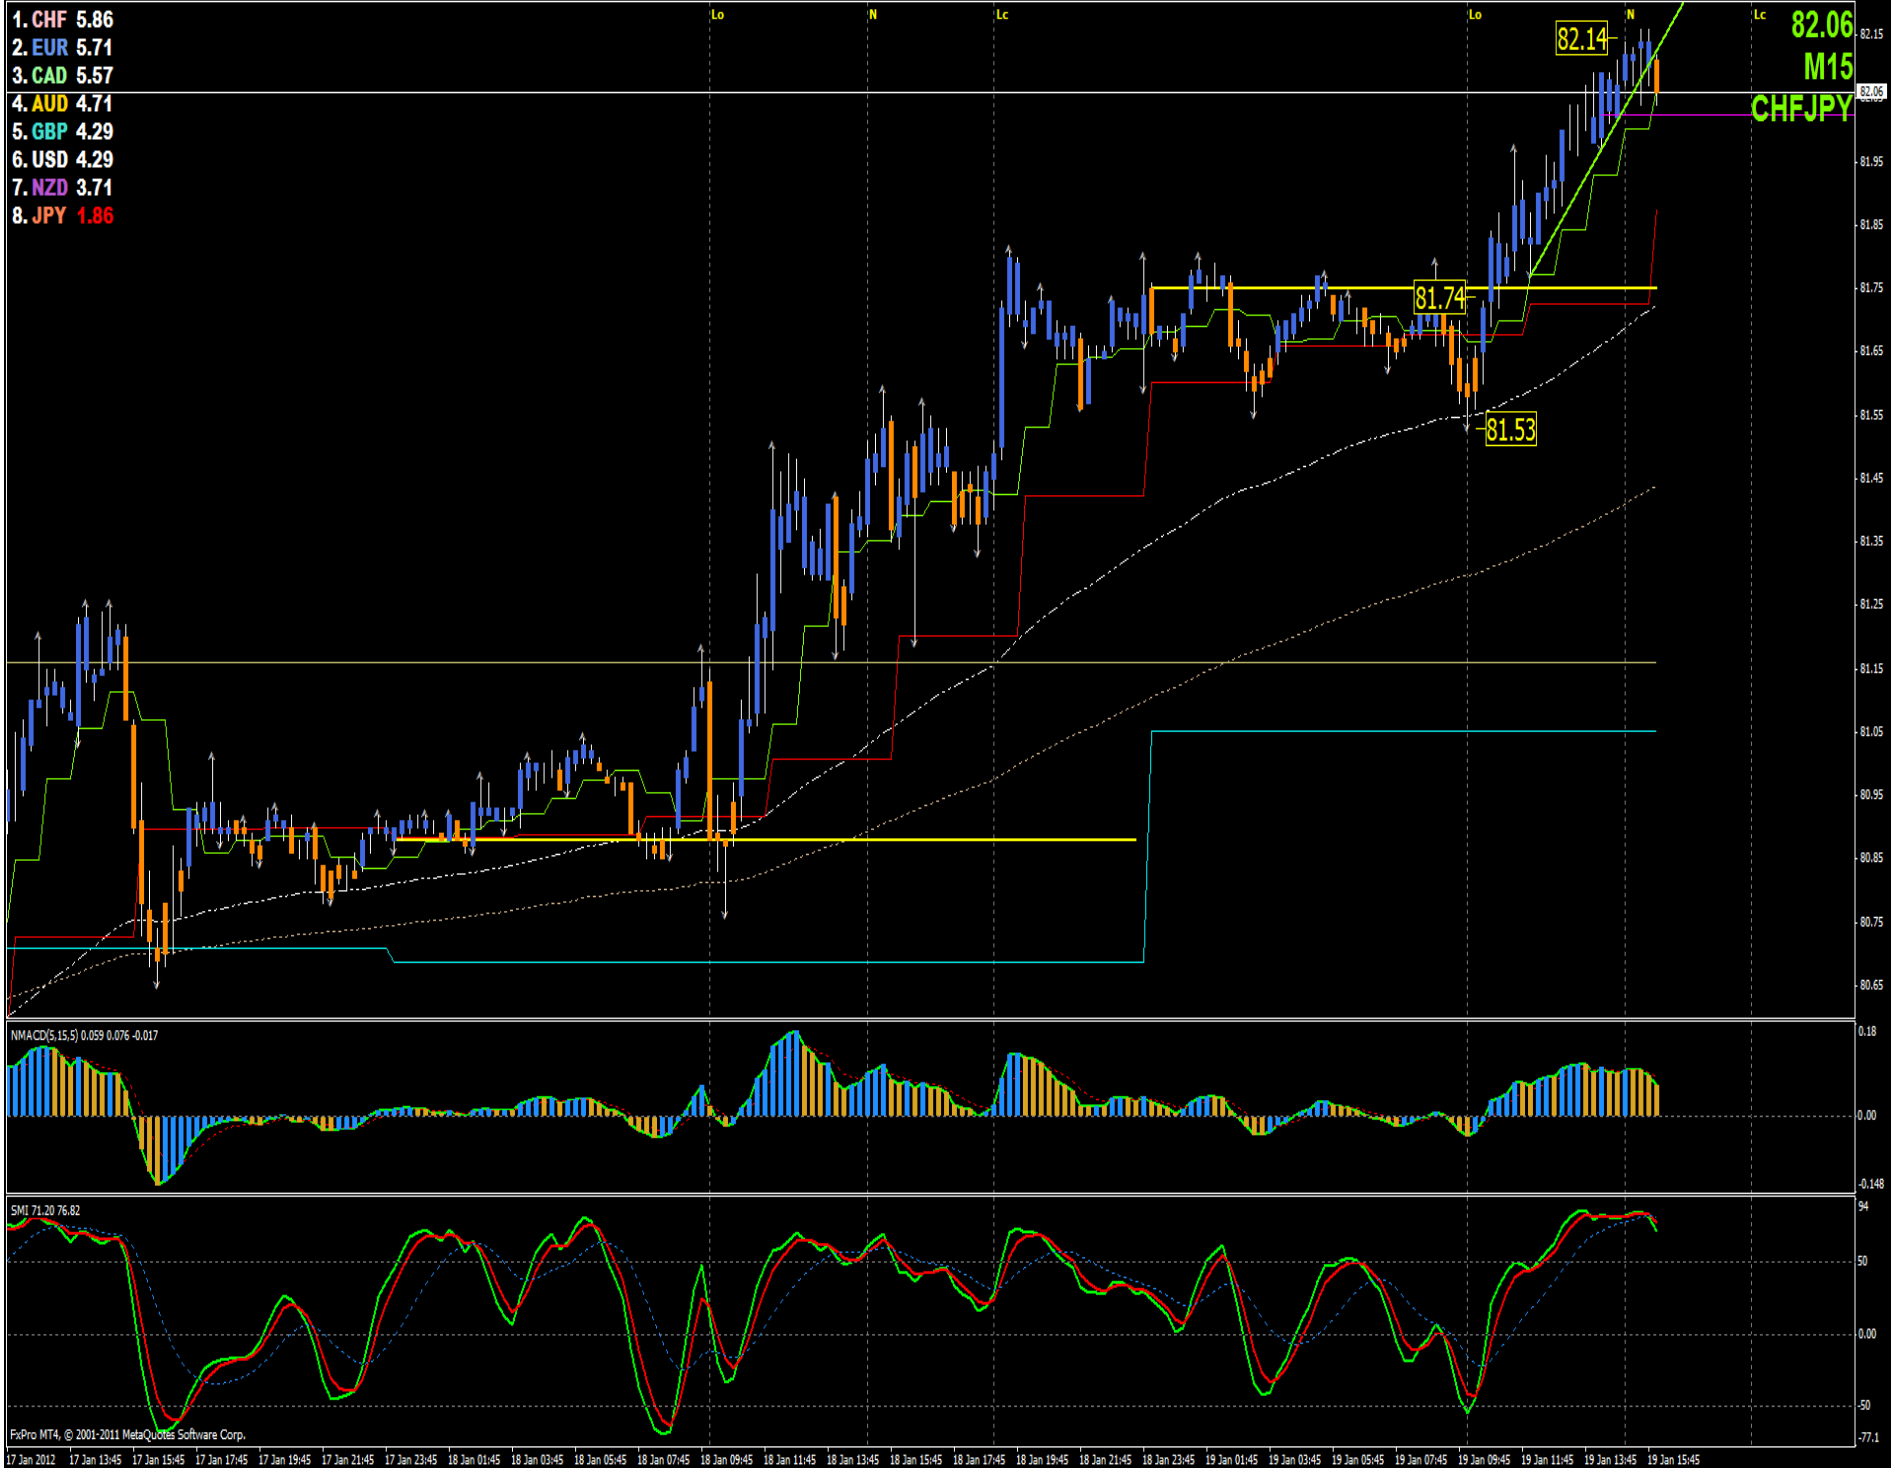 Lo
N
Lc
Lo
N
Lc
1. CHF 5.86
2. EUR 5.71
3. CAD 5.57
4. AUD 4.71
5. GBP 4.29
6. USD 4.29
7. NZD 3.71
8. JPY 1.86
82.06
M15
CHFJPY
82.14
81.74
81.53
82.15
82.06
81.95
81.85
81.75
81.65
81.55
81.45
81.35
81.25
81.15
81.05
80.95
80.85
80.75
80.65
NMACD(5,15,5) 0.059 0.076 -0.017
0.18
0.00
-0.148
SMI 71.20 76.82
94
50
0.00
-50
-77.1
FxPro MT4, © 2001-2011 MetaQuotes Software Corp.
17 Jan 2012 17 Jan 13:45 17 Jan 15:45 17 Jan 17:45 17 Jan 19:45 17 Jan 21:45 17 Jan 23:45 18 Jan 01:45 18 Jan 03:45 18 Jan 05:45 18 Jan 07:45 18 Jan 09:45 18 Jan 11:45 18 Jan 13:45 18 Jan 15:45 18 Jan 17:45 18 Jan 19:45 18 Jan 21:45 18 Jan 23:45 19 Jan 01:45 19 Jan 03:45 19 Jan 05:45 19 Jan 07:45 19 Jan 09:45 19 Jan 11:45 19 Jan 13:45 19 Jan 15:45